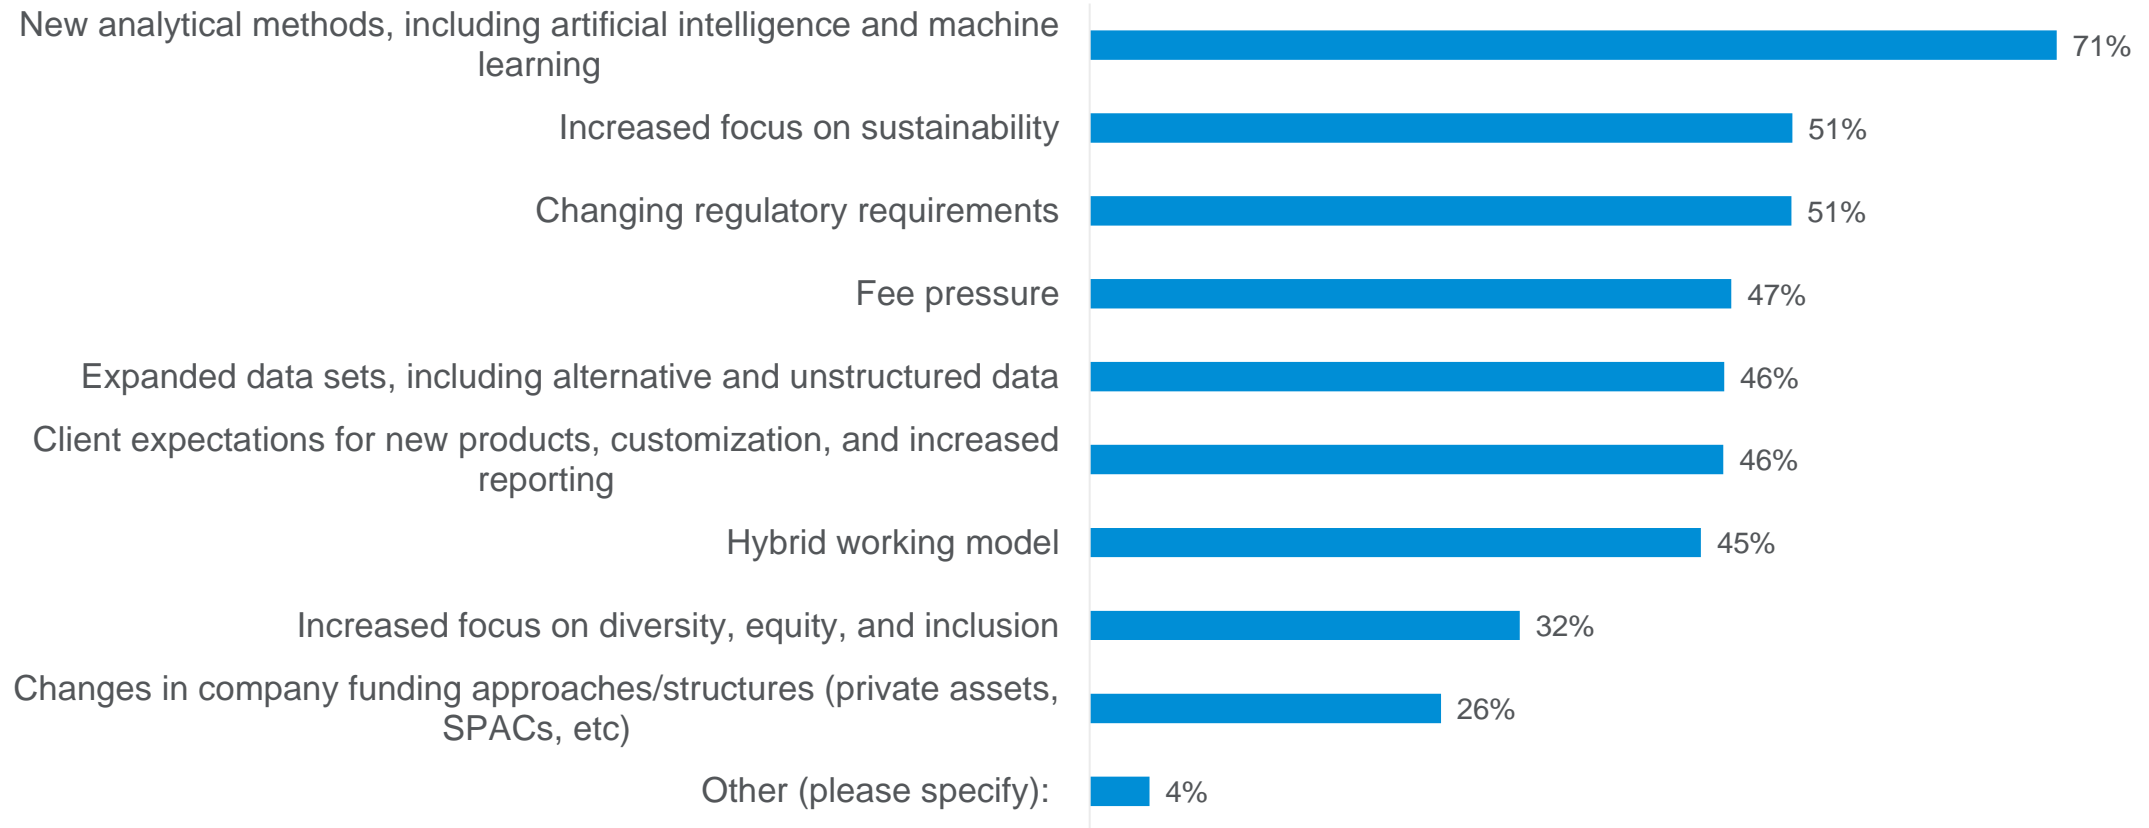 New analytical methods, including artificial intelligence and machine
learning
71%
Increased focus on sustainability
51%
Changing regulatory requirements
51%
Fee pressure
47%
Expanded data sets, including alternative and unstructured data
46%
Client expectations for new products, customization, and increased
reporting
46%
Hybrid working model
45%
Increased focus on diversity, equity, and inclusion
32%
Changes in company funding approaches/structures (private assets,
SPACs, etc)
26%
Other (please specify):
4%